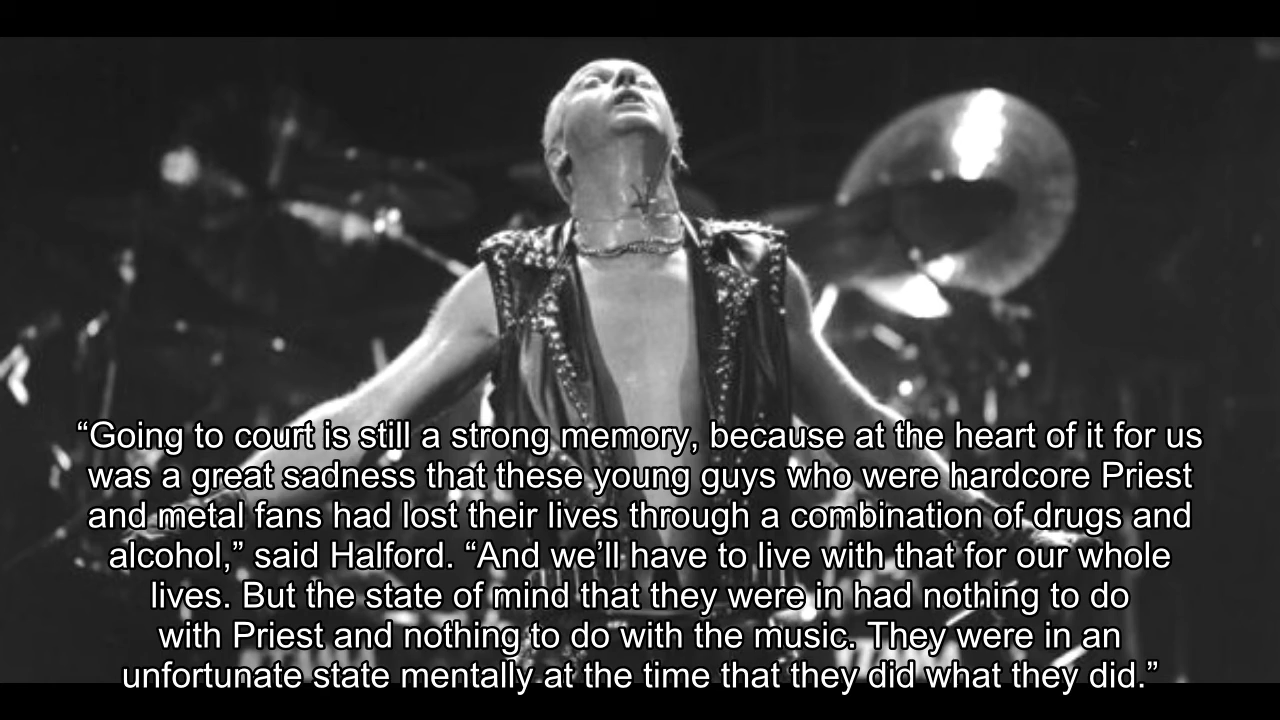 “Going to court is still a strong memory, because at the heart of it for us
was a great sadness that these young guys who were hardcore Priest
and metal fans had lost their lives through a combination of drugs and
alcohol,” said Halford. “And we’ll have to live with that for our whole
lives. But the state of mind that they were in had nothing to do
with Priest and nothing to do with the music. They were in an
unfortunate state mentally at the time that they did what they did.”